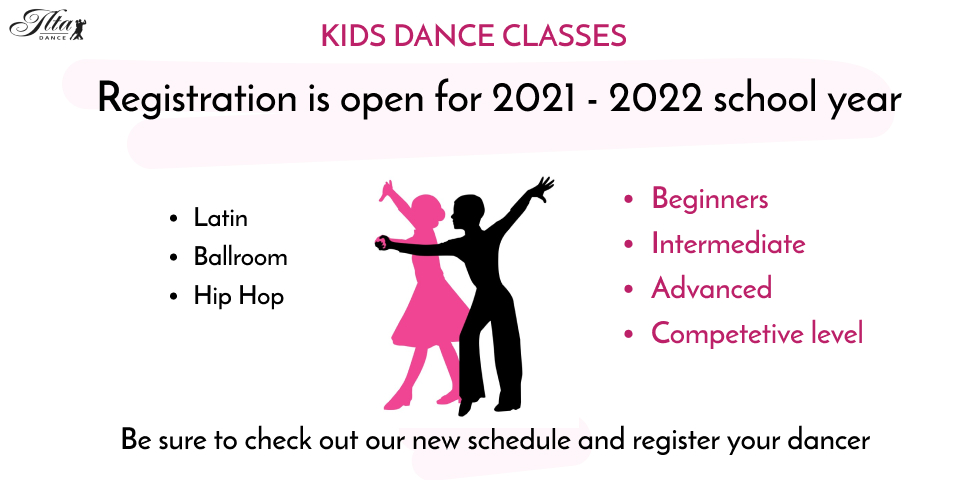 Ilta
DANCE
KIDS DANCE CLASSES
Registration is open for 2021 - 2022 school year
• Latin
• Ballroom
• Hip Hop
• Beginners
• Intermediate
• Advanced
• Competetive level
Be sure to check out our new schedule and register your dancer